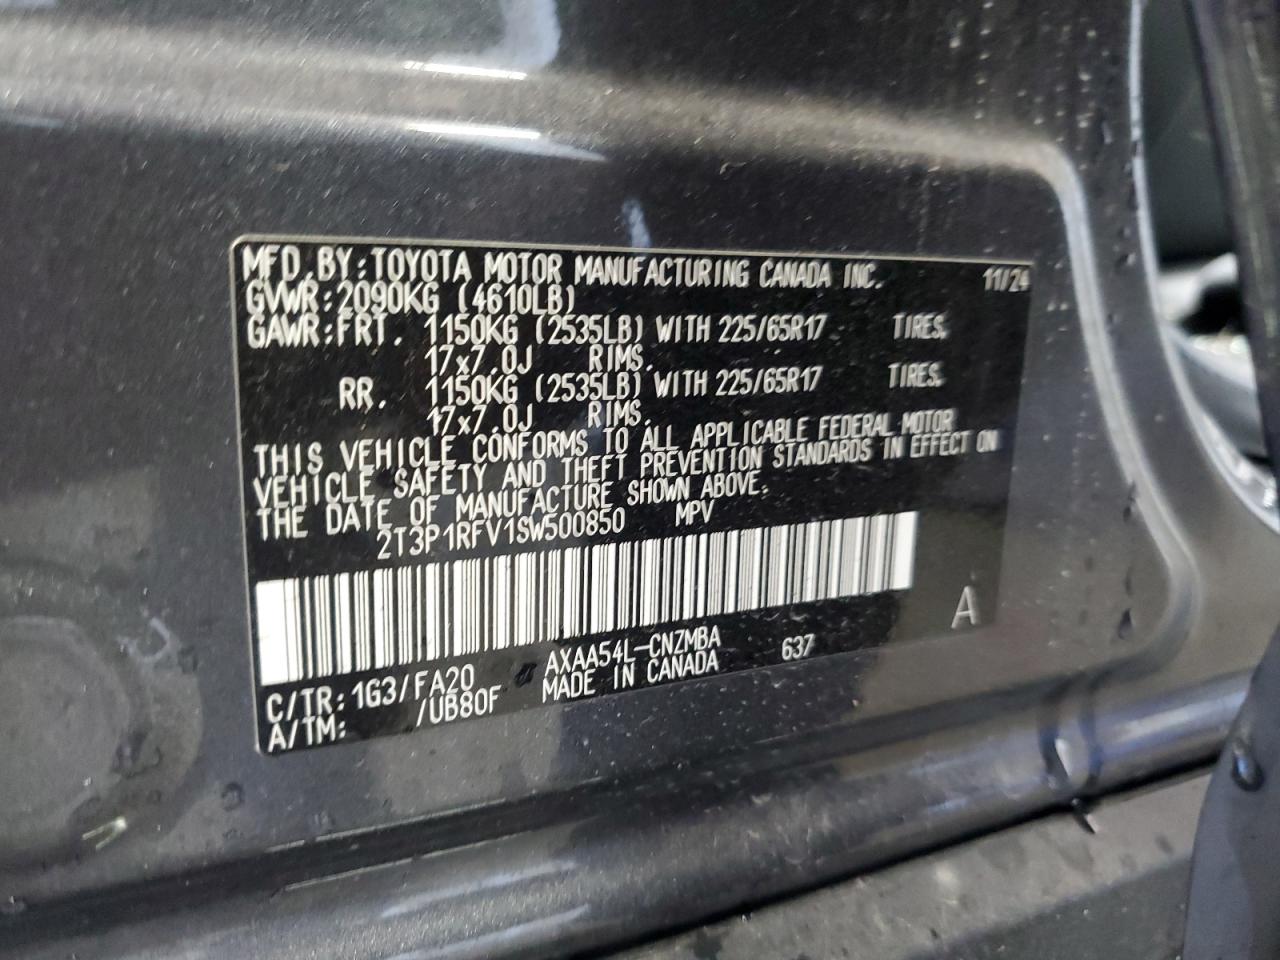 MFD.BY:TOYOTA MOTOR MANUFACTURING CANADA INC. 11/24
GVWR:2090KG (4610LB)
GAWR:FRT. 1150KG (2535LB) WITH 225/65R17 TIRES.
17x7.0J RIMS.
RR. 1150KG (2535LB) WITH 225/65R17 TIRES.
17x7.0J RIMS.
THIS VEHICLE CONFORMS TO ALL APPLICABLE FEDERAL MOTOR
VEHICLE SAFETY AND THEFT PREVENTION STANDARDS IN EFFECT ON
THE DATE OF MANUFACTURE SHOWN ABOVE.
2T3P1RFV1SW500850 MPV
A
C/TR:1G3/FA20 AXAA54L-CNZMBA 637
A/TM: /UB80F MADE IN CANADA